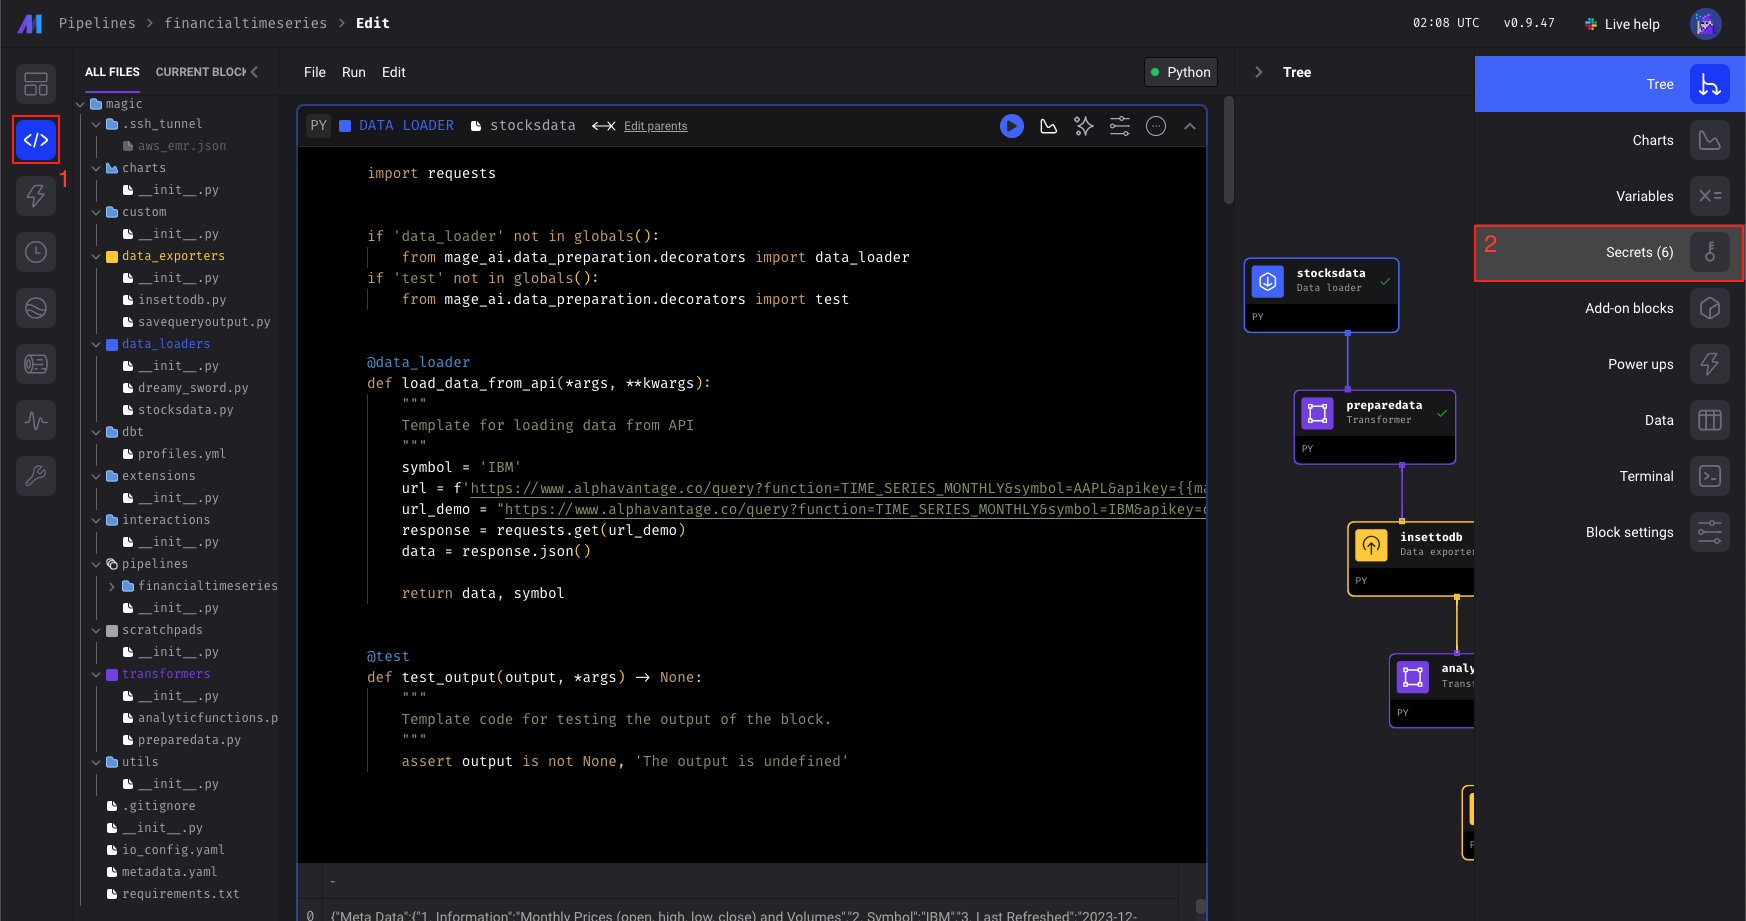 Pipelines > financialtimeseries > Edit
02:08 UTC v0.9.47 Live help
ALL FILES CURRENT BLOCK
File Run Edit
Python
Tree
1
magic
.ssh_tunnel
aws_emr.json
charts
__init__.py
custom
__init__.py
data_exporters
__init__.py
insettodb.py
savequeryoutput.py
data_loaders
__init__.py
dreamy_sword.py
stocksdata.py
dbt
profiles.yml
extensions
__init__.py
interactions
__init__.py
pipelines
financialtimeseries
__init__.py
scratchpads
__init__.py
transformers
__init__.py
analyticfunctions.p
preparedata.py
utils
__init__.py
.gitignore
__init__.py
io_config.yaml
metadata.yaml
requirements.txt
PY DATA LOADER stocksdata Edit parents
import requests
if 'data_loader' not in globals():
from mage_ai.data_preparation.decorators import data_loader
if 'test' not in globals():
from mage_ai.data_preparation.decorators import test
@data_loader
def load_data_from_api(*args, **kwargs):
"""
Template for loading data from API
"""
symbol = 'IBM'
url = f'https://www.alphavantage.co/query?function=TIME_SERIES_MONTHLY&symbol=AAPL&apikey={{ma
url_demo = "https://www.alphavantage.co/query?function=TIME_SERIES_MONTHLY&symbol=IBM&apikey=
response = requests.get(url_demo)
data = response.json()
return data, symbol
@test
def test_output(output, *args) -> None:
"""
Template code for testing the output of the block.
"""
assert output is not None, 'The output is undefined'
-
0 {"Meta Data":{"1. Information":"Monthly Prices (open, high, low, close) and Volumes","2. Symbol":"IBM","3. Last Refreshed":"2023-12-
stocksdata
Data loader
PY
preparedata
Transformer
PY
insettodb
Data exporter
PY
analy
Transf
PY
P
Tree
Charts
Variables
2
Secrets (6)
Add-on blocks
Power ups
Data
Terminal
Block settings